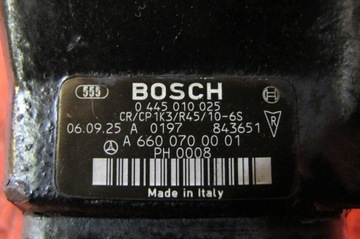 555 BOSCH
0 445 010 025
CR/CP1K3/R45/10-6S
06.09.25 A 0197 843651 R
A 660 070 00 01
PH 0008
Made in Italy